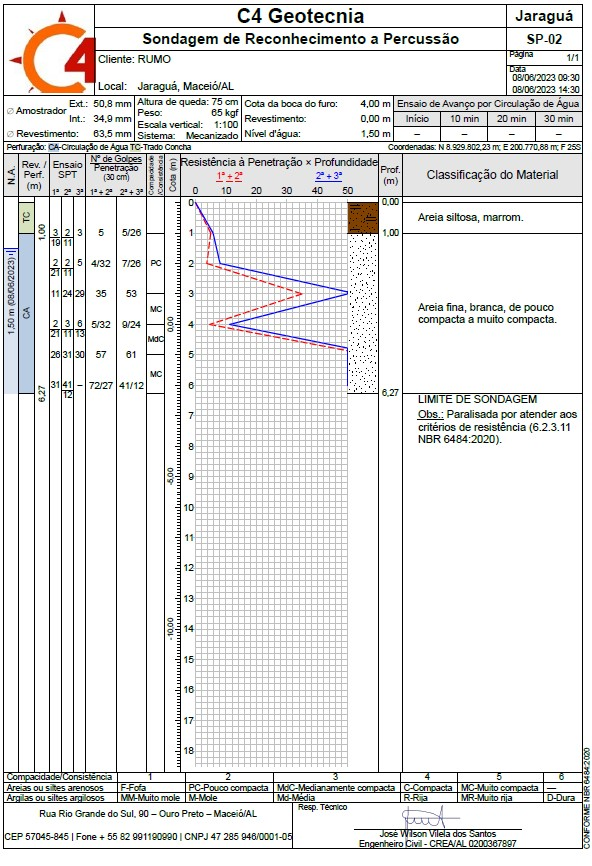 C4 Geotecnia
Jaraguá
Sondagem de Reconhecimento a Percussão
SP-02
C4
Cliente: RUMO
Página
1/1
Data
08/06/2023 09:30
08/06/2023 14:30
Local: Jaraguá, Maceió/AL
∅ Amostrador Ext.: 50,8 mm
Int.: 34,9 mm
∅ Revestimento: 63,5 mm
Altura de queda: 75 cm
Peso: 65 kgf
Escala vertical: 1:100
Sistema: Mecanizado
Cota da boca do furo: 4,00 m
Revestimento: 0,00 m
Nível d'água: 1,50 m
Ensaio de Avanço por Circulação de Água
Início 10 min 20 min 30 min
– – – –
Perfuração: CA-Circulação de Água TC-Trado Concha
Coordenadas: N 8.929.802,23 m; E 200.770,88 m; F 25S
N.A.
Rev. / Perf. (m)
Ensaio SPT
1ª 2ª 3ª
Nº de Golpes
Penetração (30 cm)
1ª + 2ª 2ª + 3ª
Compacidade /Consistência
Cota (m)
Resistência à Penetração × Profundidade
1ª + 2ª 2ª + 3ª
0 10 20 30 40 50
Prof. (m)
Classificação do Material
1,50 m (08/06/2023)
TC
1,00
CA
6,27
3 2 3 5 5/26
19 11
2 2 5 4/32 7/26 PC
21 11
11 24 29 35 53
MC
2 3 6 5/32 9/24
21 11 13
MdC
26 31 30 57 61
MC
31 41 – 72/27 41/12
12
0,00
-5,00
-10,00
0
1
2
3
4
5
6
7
8
9
10
11
12
13
14
15
16
17
18
0,00
Areia siltosa, marrom.
1,00
Areia fina, branca, de pouco
compacta a muito compacta.
6,27
LIMITE DE SONDAGEM
Obs.: Paralisada por atender aos
critérios de resistência (6.2.3.11
NBR 6484:2020).
Compacidade/Consistência 1 2 3 4 5 6
Areias ou siltes arenosos F-Fofa PC-Pouco compacta MdC-Medianamente compacta C-Compacta MC-Muito compacta —
Argilas ou siltes argilosos MM-Muito mole M-Mole Md-Média R-Rija MR-Muito rija D-Dura
Rua Rio Grande do Sul, 90 – Ouro Preto – Maceió/AL
CEP 57045-845 | Fone + 55 82 991190990 | CNPJ 47 285 946/0001-05
Resp. Técnico
José Wilson Vilela dos Santos
Engenheiro Civil - CREA/AL 0200367897
CONFORME NBR 6484:2020